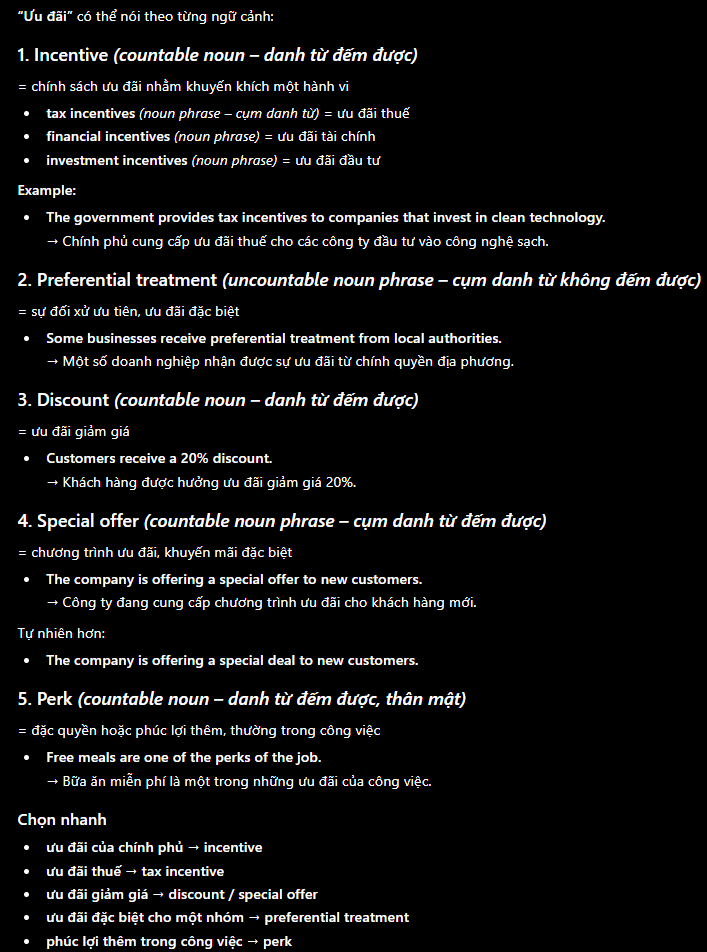 “Ưu đãi” có thể nói theo từng ngữ cảnh:
1. Incentive (countable noun – danh từ đếm được)
= chính sách ưu đãi nhằm khuyến khích một hành vi
• tax incentives (noun phrase – cụm danh từ) = ưu đãi thuế
• financial incentives (noun phrase) = ưu đãi tài chính
• investment incentives (noun phrase) = ưu đãi đầu tư
Example:
• The government provides tax incentives to companies that invest in clean technology.
→ Chính phủ cung cấp ưu đãi thuế cho các công ty đầu tư vào công nghệ sạch.
2. Preferential treatment (uncountable noun phrase – cụm danh từ không đếm được)
= sự đối xử ưu tiên, ưu đãi đặc biệt
• Some businesses receive preferential treatment from local authorities.
→ Một số doanh nghiệp nhận được sự ưu đãi từ chính quyền địa phương.
3. Discount (countable noun – danh từ đếm được)
= ưu đãi giảm giá
• Customers receive a 20% discount.
→ Khách hàng được hưởng ưu đãi giảm giá 20%.
4. Special offer (countable noun phrase – cụm danh từ đếm được)
= chương trình ưu đãi, khuyến mãi đặc biệt
• The company is offering a special offer to new customers.
→ Công ty đang cung cấp chương trình ưu đãi cho khách hàng mới.
Tự nhiên hơn:
• The company is offering a special deal to new customers.
5. Perk (countable noun – danh từ đếm được, thân mật)
= đặc quyền hoặc phúc lợi thêm, thường trong công việc
• Free meals are one of the perks of the job.
→ Bữa ăn miễn phí là một trong những ưu đãi của công việc.
Chọn nhanh
• ưu đãi của chính phủ → incentive
• ưu đãi thuế → tax incentive
• ưu đãi giảm giá → discount / special offer
• ưu đãi đặc biệt cho một nhóm → preferential treatment
• phúc lợi thêm trong công việc → perk